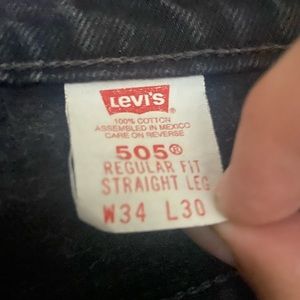 LEVI'S
100% COTTON
ASSEMBLED IN MEXICO
CARE ON REVERSE
505®
REGULAR FIT
STRAIGHT LEG
W34 L30